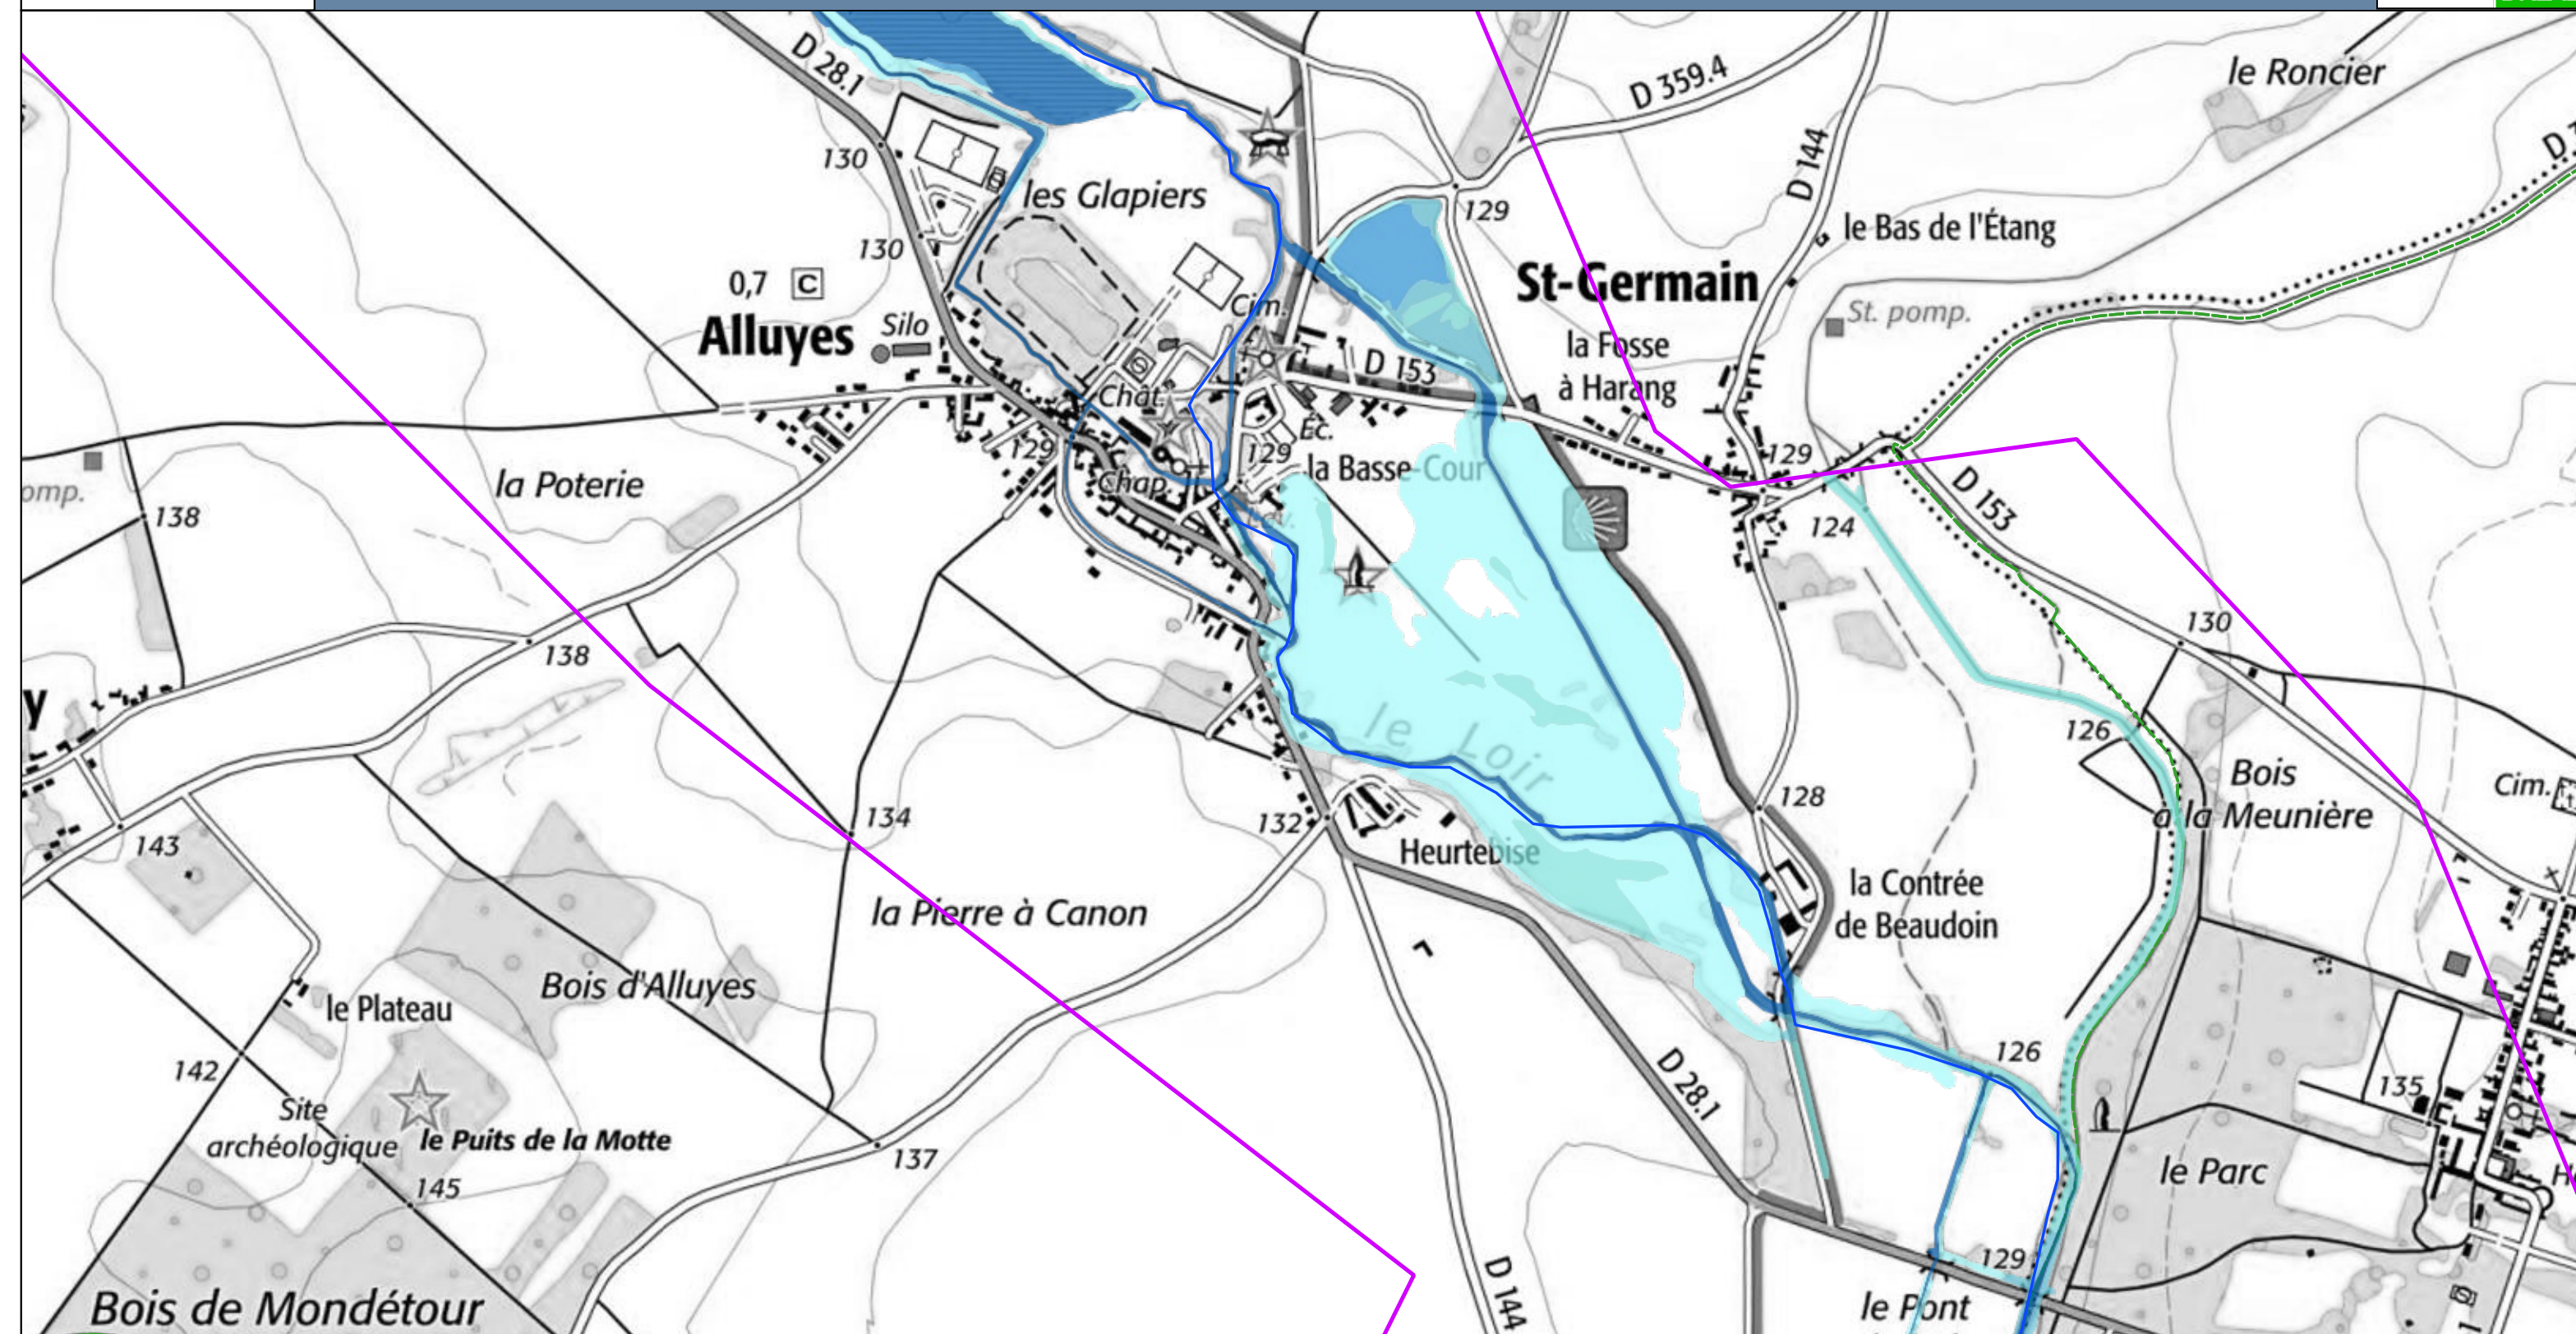 D 28.1
D 359.4
le Roncier
130
D 144
les Glapiers
129
130
le Bas de l'Étang
0,7 C
St-Germain
Cim.
St. pomp.
Alluyes
Silo
la Fosse
à Harang
D 153
Chât.
Éc.
129
129
la Basse-Cour
129
la Poterie
Chap.
omp.
138
D 153
124
130
138
y
126
le Loir
Bois
à la Meunière
Cim.
128
134
132
143
Heurtebise
la Contrée
de Beaudoin
la Pierre à Canon
Bois d'Alluyes
le Plateau
126
142
D 28.1
135
Site
archéologique
le Puits de la Motte
137
le Parc
145
129
D 144
Bois de Mondétour
le Pont